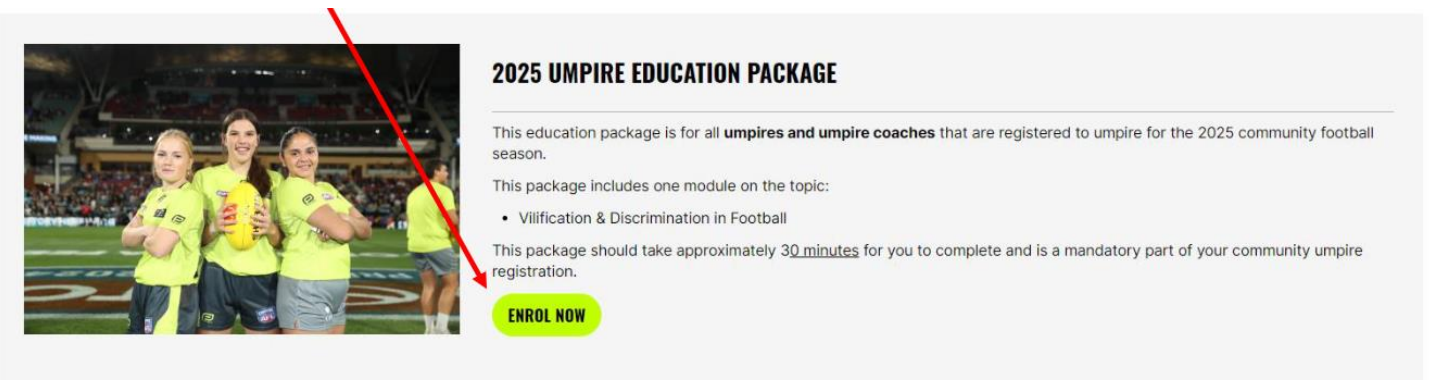 2025 UMPIRE EDUCATION PACKAGE
This education package is for all umpires and umpire coaches that are registered to umpire for the 2025 community football
season.
This package includes one module on the topic:
• Vilification & Discrimination in Football
This package should take approximately 30 minutes for you to complete and is a mandatory part of your community umpire
registration.
ENROL NOW